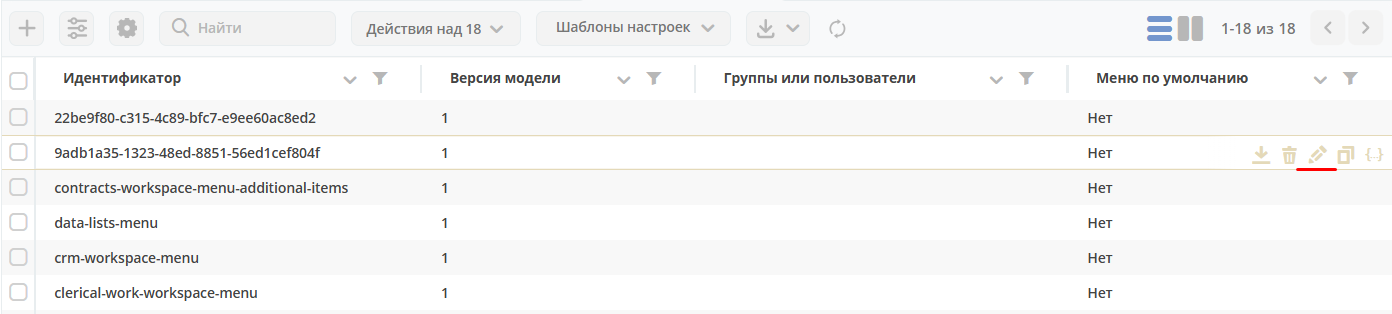 Найти Действия над 18 Шаблоны настроек 1-18 из 18
Идентификатор Версия модели Группы или пользователи Меню по умолчанию
22be9f80-c315-4c89-bfc7-e9ee60ac8ed2 1 Нет
9adb1a35-1323-48ed-8851-56ed1cef804f 1 Нет
contracts-workspace-menu-additional-items 1 Нет
data-lists-menu 1 Нет
crm-workspace-menu 1 Нет
clerical-work-workspace-menu 1 Нет